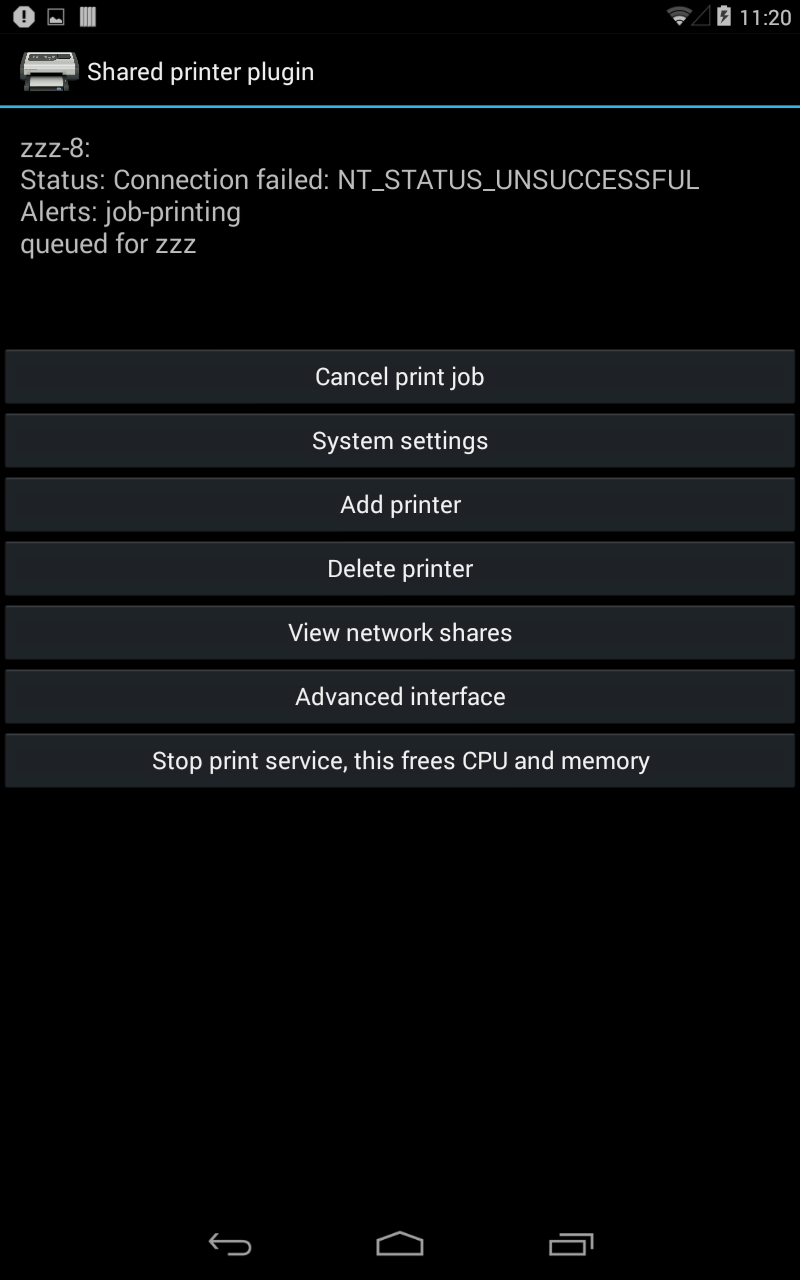 11:20
Shared printer plugin
zzz-8:
Status: Connection failed: NT_STATUS_UNSUCCESSFUL
Alerts: job-printing
queued for zzz
Cancel print job
System settings
Add printer
Delete printer
View network shares
Advanced interface
Stop print service, this frees CPU and memory